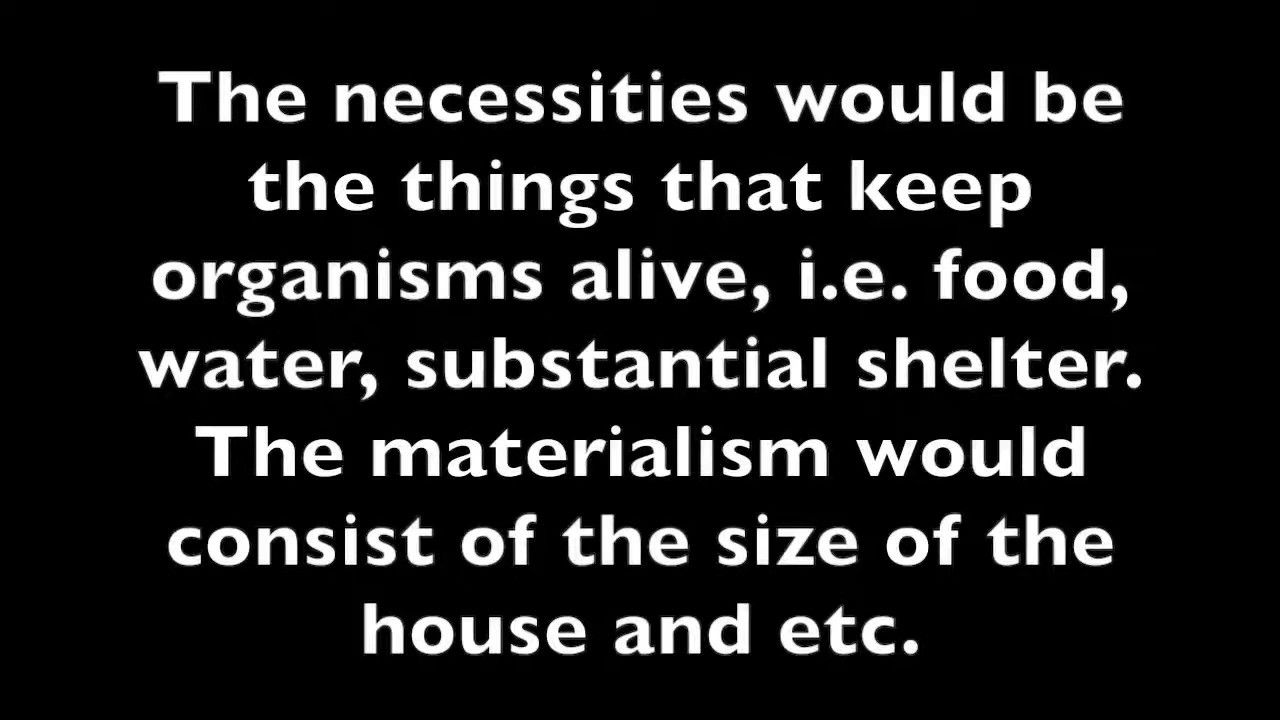 The necessities would be
the things that keep
organisms alive, i.e. food,
water, substantial shelter.
The materialism would
consist of the size of the
house and etc.